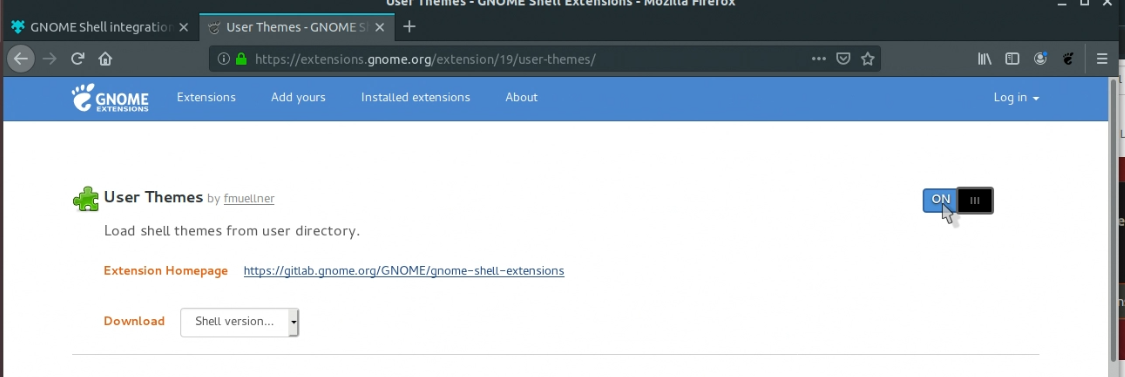 User Themes - GNOME Shell Extensions - Mozilla Firefox
GNOME Shell integration
User Themes - GNOME S
https://extensions.gnome.org/extension/19/user-themes/
GNOME EXTENSIONS
Extensions
Add yours
Installed extensions
About
Log in
User Themes by fmuellner
ON
Load shell themes from user directory.
Extension Homepage https://gitlab.gnome.org/GNOME/gnome-shell-extensions
Download Shell version...